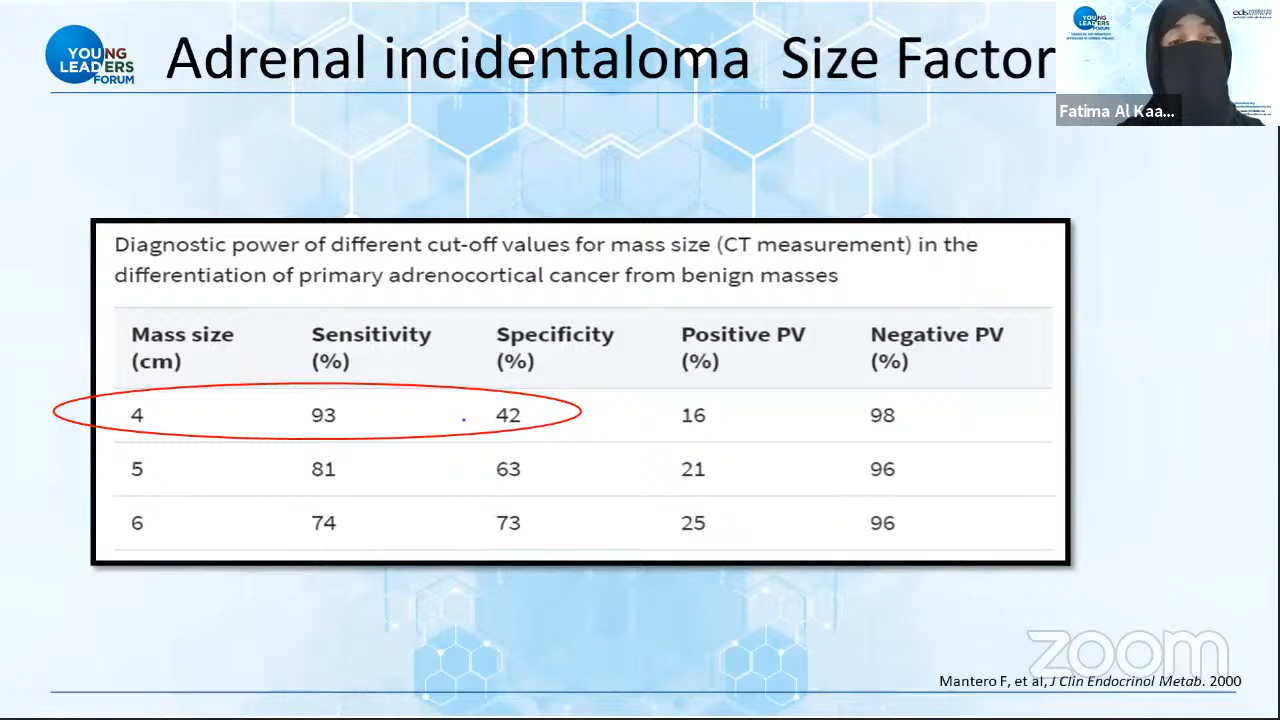 YOUNG
LEADERS
FORUM
Adrenal incidentaloma Size Factor
YOUNG
LEADERS
FORUM
Fatima Al Kaa...
Diagnostic power of different cut-off values for mass size (CT measurement) in the
differentiation of primary adrenocortical cancer from benign masses
Mass size (cm) Sensitivity (%) Specificity (%) Positive PV (%) Negative PV (%)
4 93 42 16 98
5 81 63 21 96
6 74 73 25 96
zoom
Mantero F, et al, J Clin Endocrinol Metab. 2000